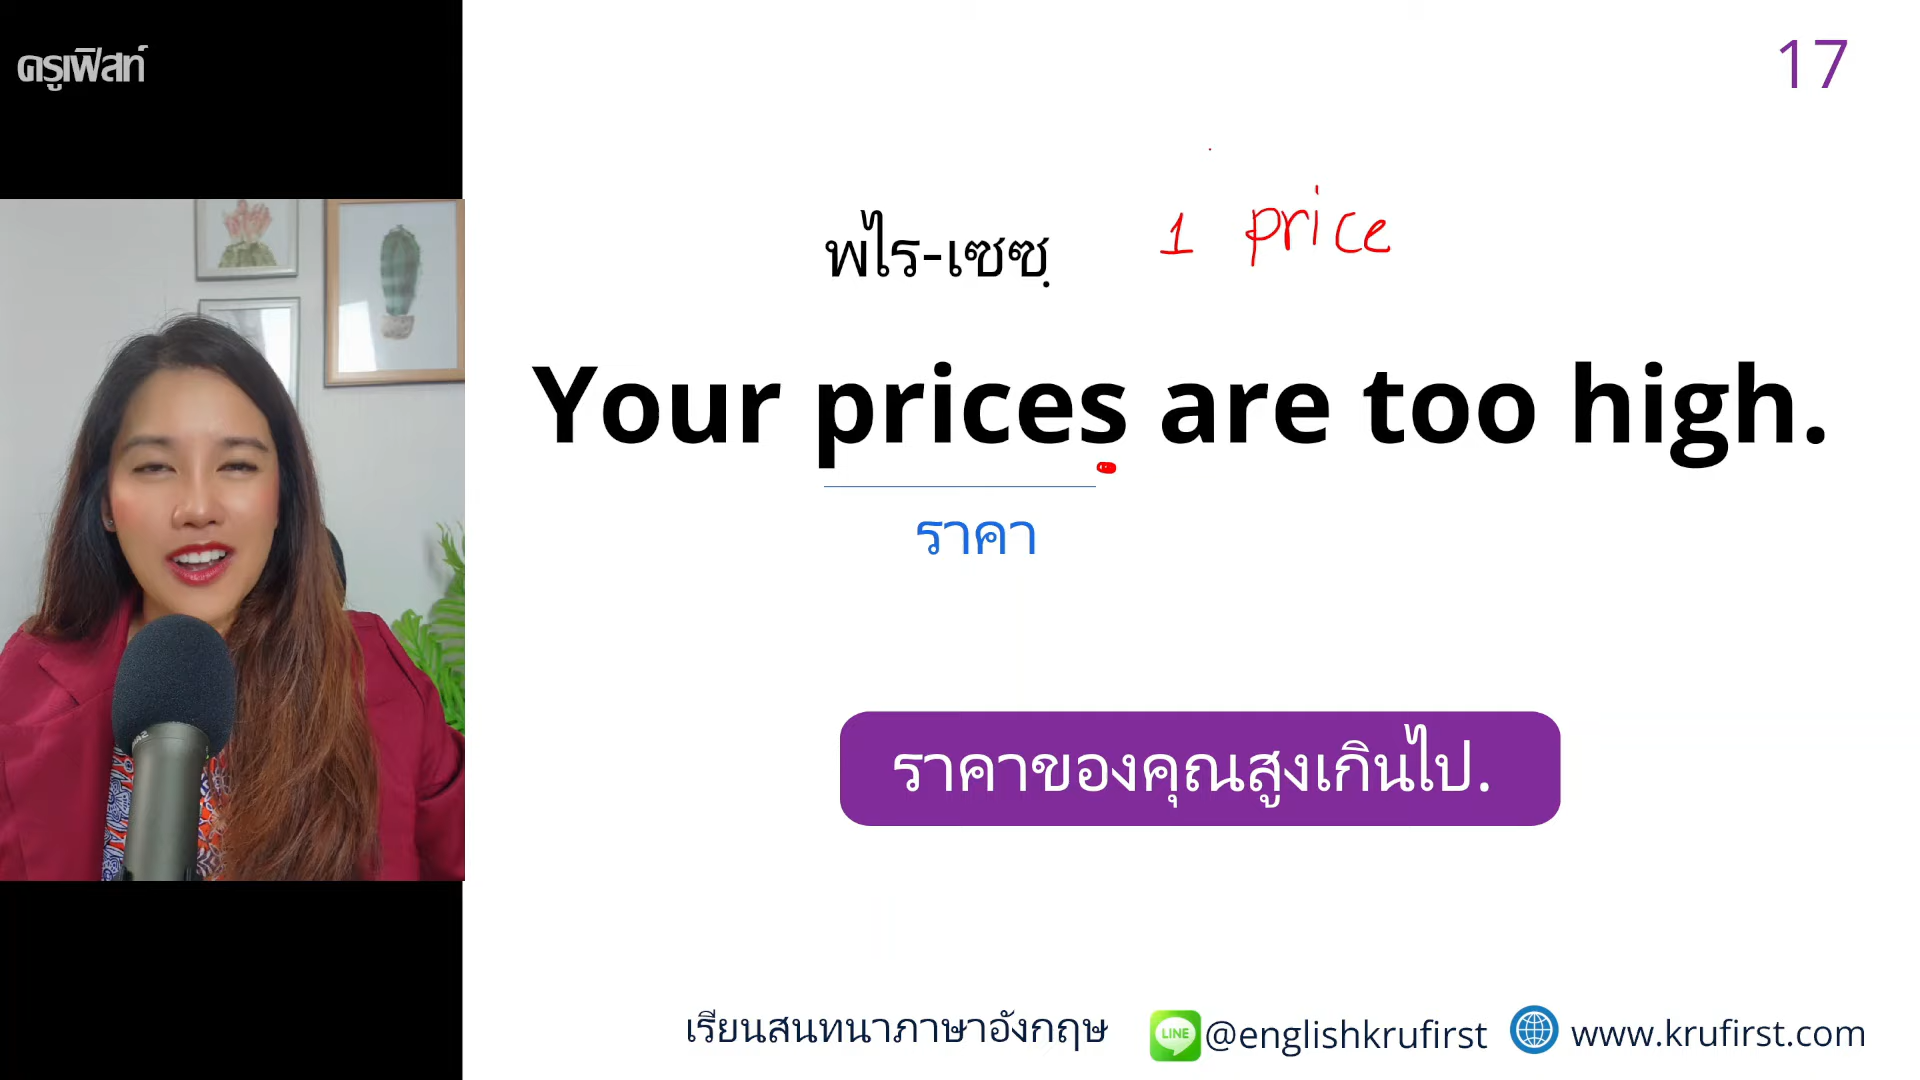 ครูเฟิสท์
17
พไร-เซซฺ
1 price
Your prices are too high.
ราคา
ราคาของคุณสูงเกินไป.
เรียนสนทนาภาษาอังกฤษ LINE @englishkrufirst www.krufirst.com